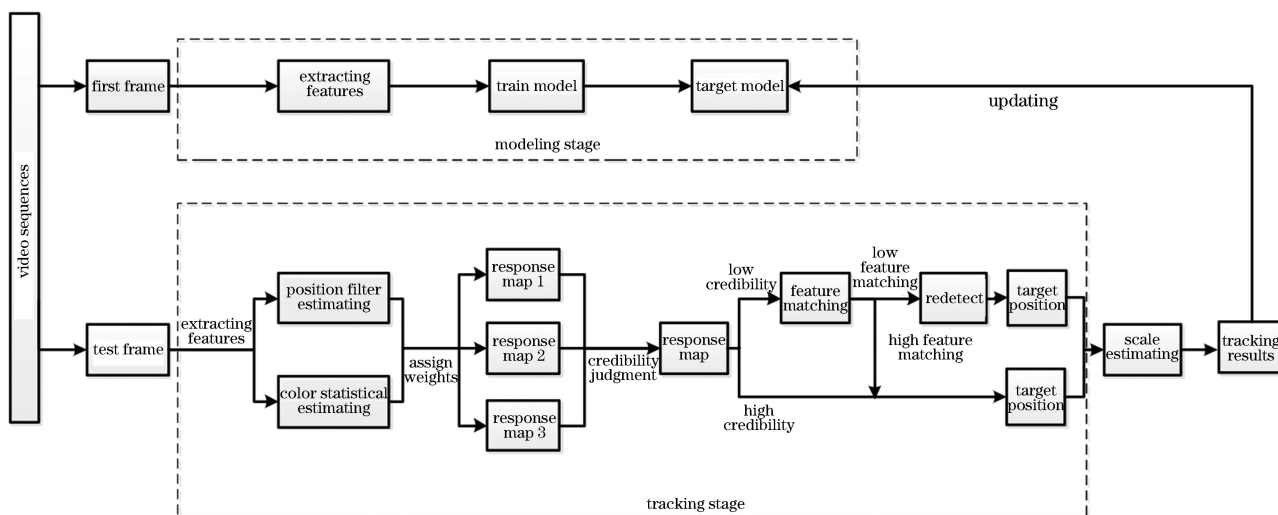 video sequences
first frame
extracting
features
train model
target model
updating
modeling stage
test frame
extracting
features
position filter
estimating
color statistical
estimating
assign
weights
response
map 1
response
map 2
response
map 3
credibility
judgment
response
map
low
credibility
high
credibility
feature
matching
low
feature
matching
high feature
matching
redetect
target
position
target
position
scale
estimating
tracking
results
tracking stage